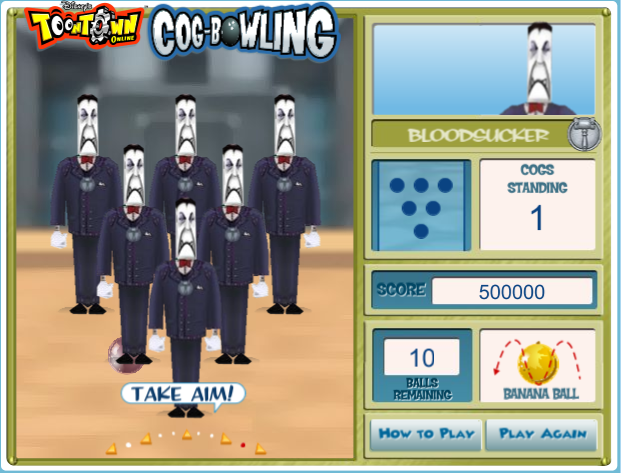 Disney's
TOONTOWN
ONLINE
COG-BOWLING
BLOODSUCKER
COGS
STANDING
1
SCORE 500000
10
BALLS
REMAINING
BANANA BALL
TAKE AIM!
HOW TO PLAY
PLAY AGAIN